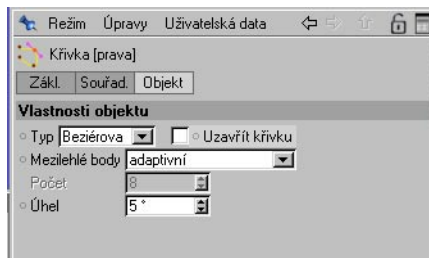 Režim Úpravy Uživatelská data
Křivka [prava]
Zákl. Souřad. Objekt
Vlastnosti objektu
Typ Beziérova Uzavřít křivku
Mezilehlé body adaptivní
Počet 8
Úhel 5 °